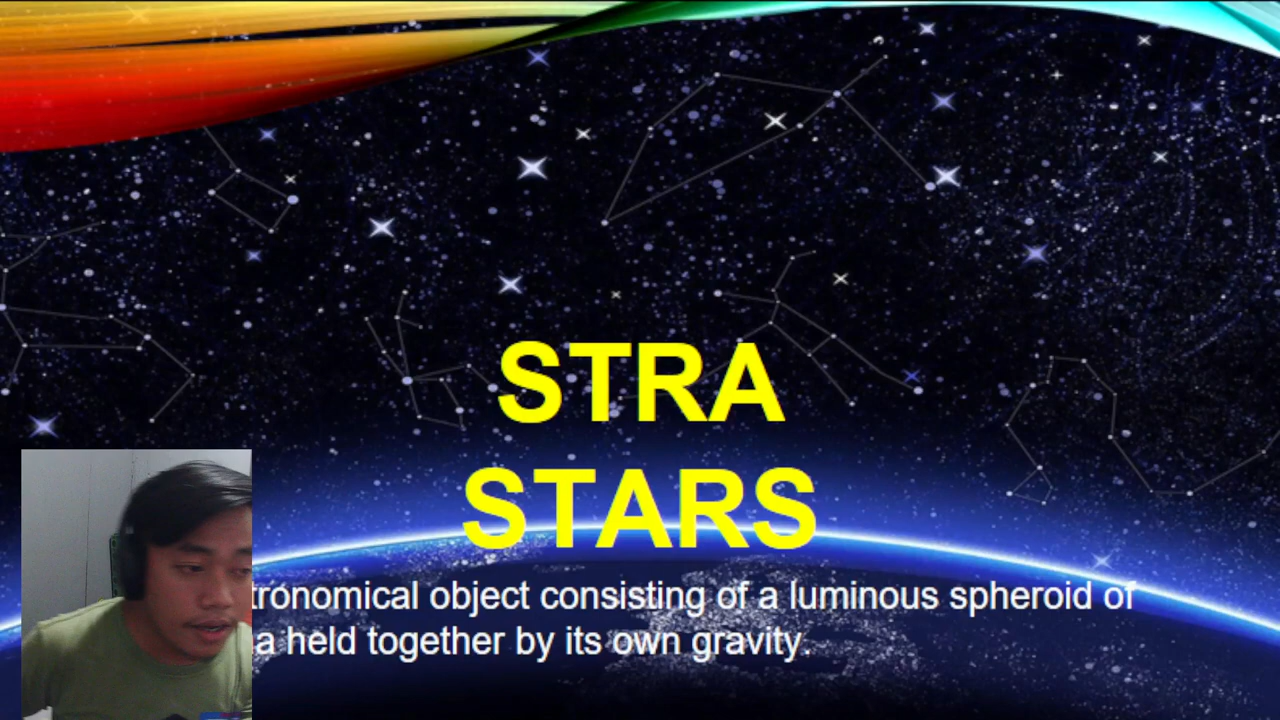 STRA
STARS
tronomical object consisting of a luminous spheroid of
a held together by its own gravity.